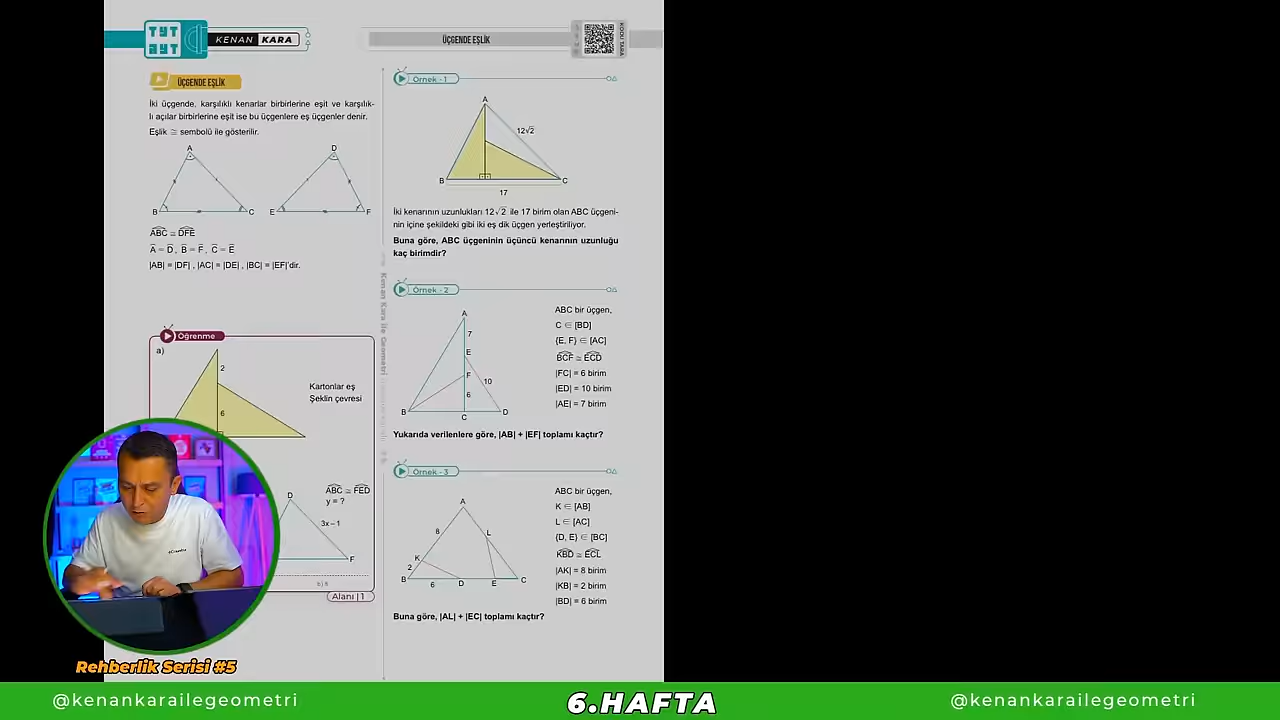 TYT
AYT
KENAN KARA
ÜÇGENDE EŞLİK
KODU TARA
ÜÇGENDE EŞLİK
İki üçgende, karşılıklı kenarlar birbirlerine eşit ve karşılık-
lı açılar birbirlerine eşit ise bu üçgenlere eş üçgenler denir.
Eşlik ≅ sembolü ile gösterilir.
A
B
C
D
E
F
ABC ≅ DFE
A = D , B = F , C = E
|AB| = |DF| , |AC| = |DE| , |BC| = |EF|'dir.
Öğrenme
a)
2
6
Kartonlar eş
Şeklin çevresi
D
F
3x – 1
ABC ≅ FED
y = ?
Alanı | 1
Kenan Kara ile Geometri
Örnek - 1
A
12√2
B
C
17
İki kenarının uzunlukları 12√2 ile 17 birim olan ABC üçgeni-
nin içine şekildeki gibi iki eş dik üçgen yerleştiriliyor.
Buna göre, ABC üçgeninin üçüncü kenarının uzunluğu
kaç birimdir?
Örnek - 2
A
7
E
F
10
6
B
C
D
ABC bir üçgen,
C ∈ [BD]
{E, F} ∈ [AC]
BCF ≅ ECD
|FC| = 6 birim
|ED| = 10 birim
|AE| = 7 birim
Yukarıda verilenlere göre, |AB| + |EF| toplamı kaçtır?
Örnek - 3
A
8
L
K
2
B
6
D
E
C
ABC bir üçgen,
K ∈ [AB]
L ∈ [AC]
{D, E} ∈ [BC]
KBD ≅ ECL
|AK| = 8 birim
|KB| = 2 birim
|BD| = 6 birim
Buna göre, |AL| + |EC| toplamı kaçtır?
Rehberlik Serisi #5
@kenankarailegeometri
6.HAFTA
@kenankarailegeometri